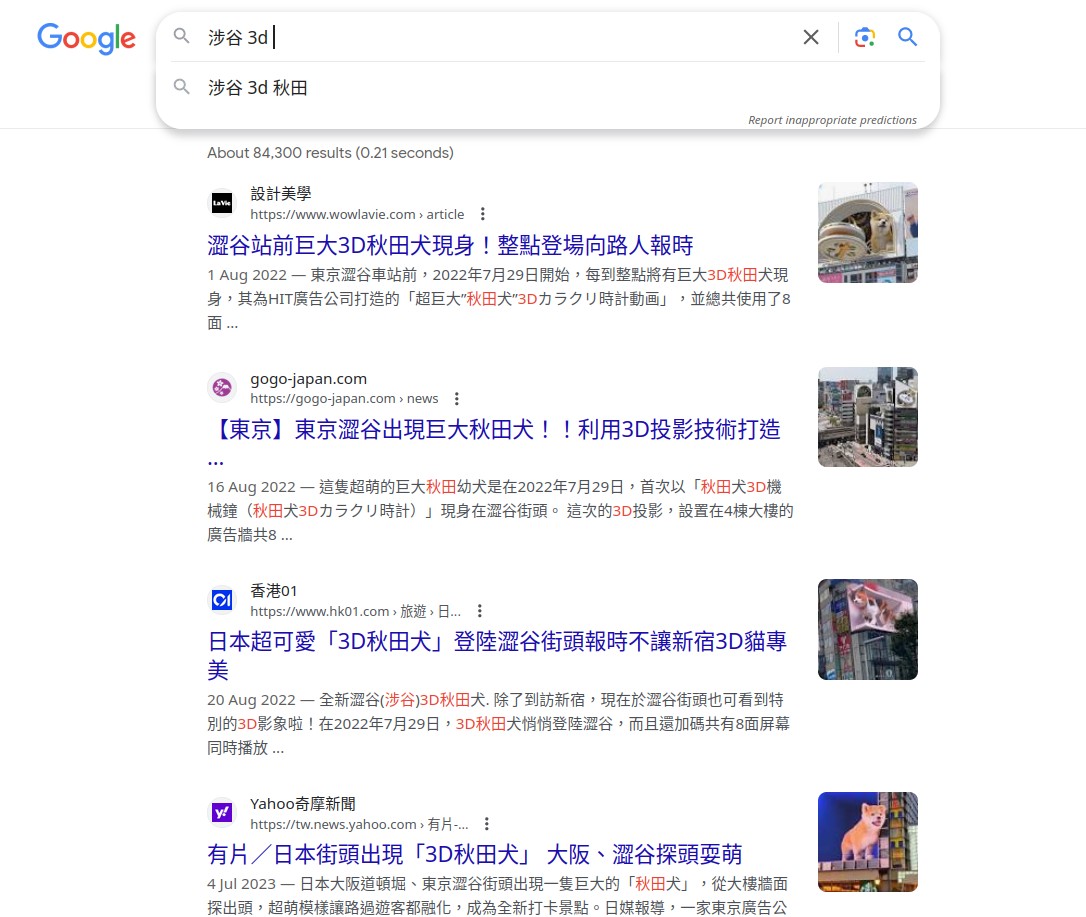 Google
涉谷 3d
涉谷 3d 秋田
Report inappropriate predictions
About 84,300 results (0.21 seconds)
LaVie
設計美學
https://www.wowlavie.com › article
澀谷站前巨大3D秋田犬現身！整點登場向路人報時
1 Aug 2022 — 東京澀谷車站前，2022年7月29日開始，每到整點將有巨大3D秋田犬現
身，其為HIT廣告公司打造的「超巨大”秋田犬”3Dカラクリ時計動画」，並總共使用了8
面 ...
gogo-japan.com
https://gogo-japan.com › news
【東京】東京澀谷出現巨大秋田犬！！利用3D投影技術打造
...
16 Aug 2022 — 這隻超萌的巨大秋田幼犬是在2022年7月29日，首次以「秋田犬3D機
械鐘（秋田犬3Dカラクリ時計）」現身在澀谷街頭。 這次的3D投影，設置在4棟大樓的
廣告牆共8 ...
01
香港01
https://www.hk01.com › 旅遊 › 日...
日本超可愛「3D秋田犬」登陸澀谷街頭報時不讓新宿3D貓專
美
20 Aug 2022 — 全新澀谷(涉谷)3D秋田犬. 除了到訪新宿，現在於澀谷街頭也可看到特
別的3D影象啦！在2022年7月29日，3D秋田犬悄悄登陸澀谷，而且還加碼共有8面屏幕
同時播放 ...
y!
Yahoo奇摩新聞
https://tw.news.yahoo.com › 有片-...
有片／日本街頭出現「3D秋田犬」 大阪、澀谷探頭耍萌
4 Jul 2023 — 日本大阪道頓堀、東京澀谷街頭出現一隻巨大的「秋田犬」，從大樓牆面
探出頭，超萌模樣讓路過遊客都融化，成為全新打卡景點。日媒報導，一家東京廣告公